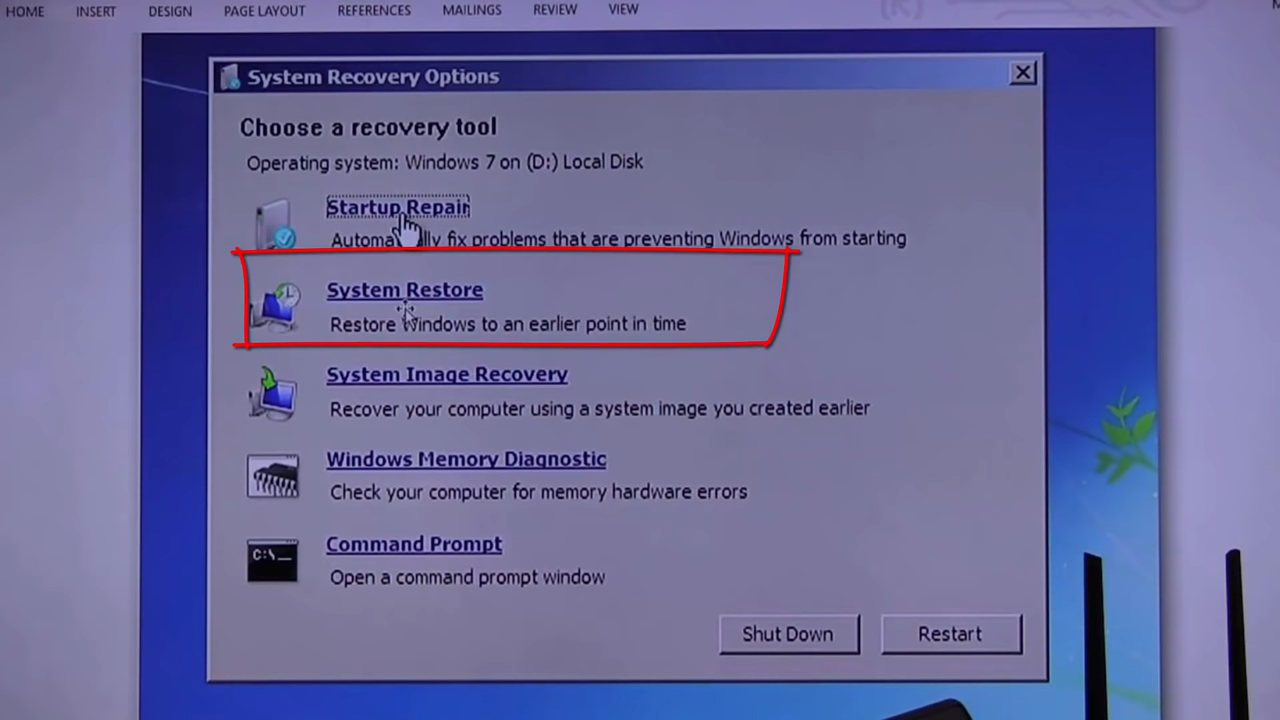 HOME INSERT DESIGN PAGE LAYOUT REFERENCES MAILINGS REVIEW VIEW
System Recovery Options
Choose a recovery tool
Operating system: Windows 7 on (D:) Local Disk
Startup Repair
fix problems that are preventing Windows from starting
System Restore
Restore Windows to an earlier point in time
System Image Recovery
Recover your computer using a system image you created earlier
Windows Memory Diagnostic
Check your computer for memory hardware errors
Command Prompt
C:\_
Open a command prompt window
Shut Down Restart